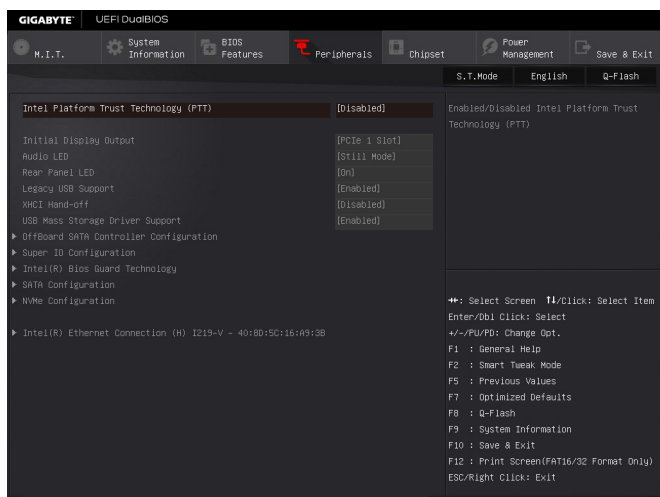 GIGABYTE™ UEFI DualBIOS
M.I.T.
System Information
BIOS Features
Peripherals
Chipset
Power Management
Save & Exit
S.T.Mode English Q-Flash
Intel Platform Trust Technology (PTT) [Disabled]
Enabled/Disabled Intel Platform Trust
Technology (PTT)
Initial Display Output [PCIe 1 Slot]
Audio LED [Still Mode]
Rear Panel LED [On]
Legacy USB Support [Enabled]
XHCI Hand-off [Disabled]
USB Mass Storage Driver Support [Enabled]
OffBoard SATA Controller Configuration
Super IO Configuration
Intel(R) Bios Guard Technology
SATA Configuration
NVMe Configuration
Intel(R) Ethernet Connection (H) I219-V - 40:8D:5C:16:A9:3B
→←: Select Screen ↑↓/Click: Select Item
Enter/Dbl Click: Select
+/-/PU/PD: Change Opt.
F1 : General Help
F2 : Smart Tweak Mode
F5 : Previous Values
F7 : Optimized Defaults
F8 : Q-Flash
F9 : System Information
F10 : Save & Exit
F12 : Print Screen(FAT16/32 Format Only)
ESC/Right Click: Exit